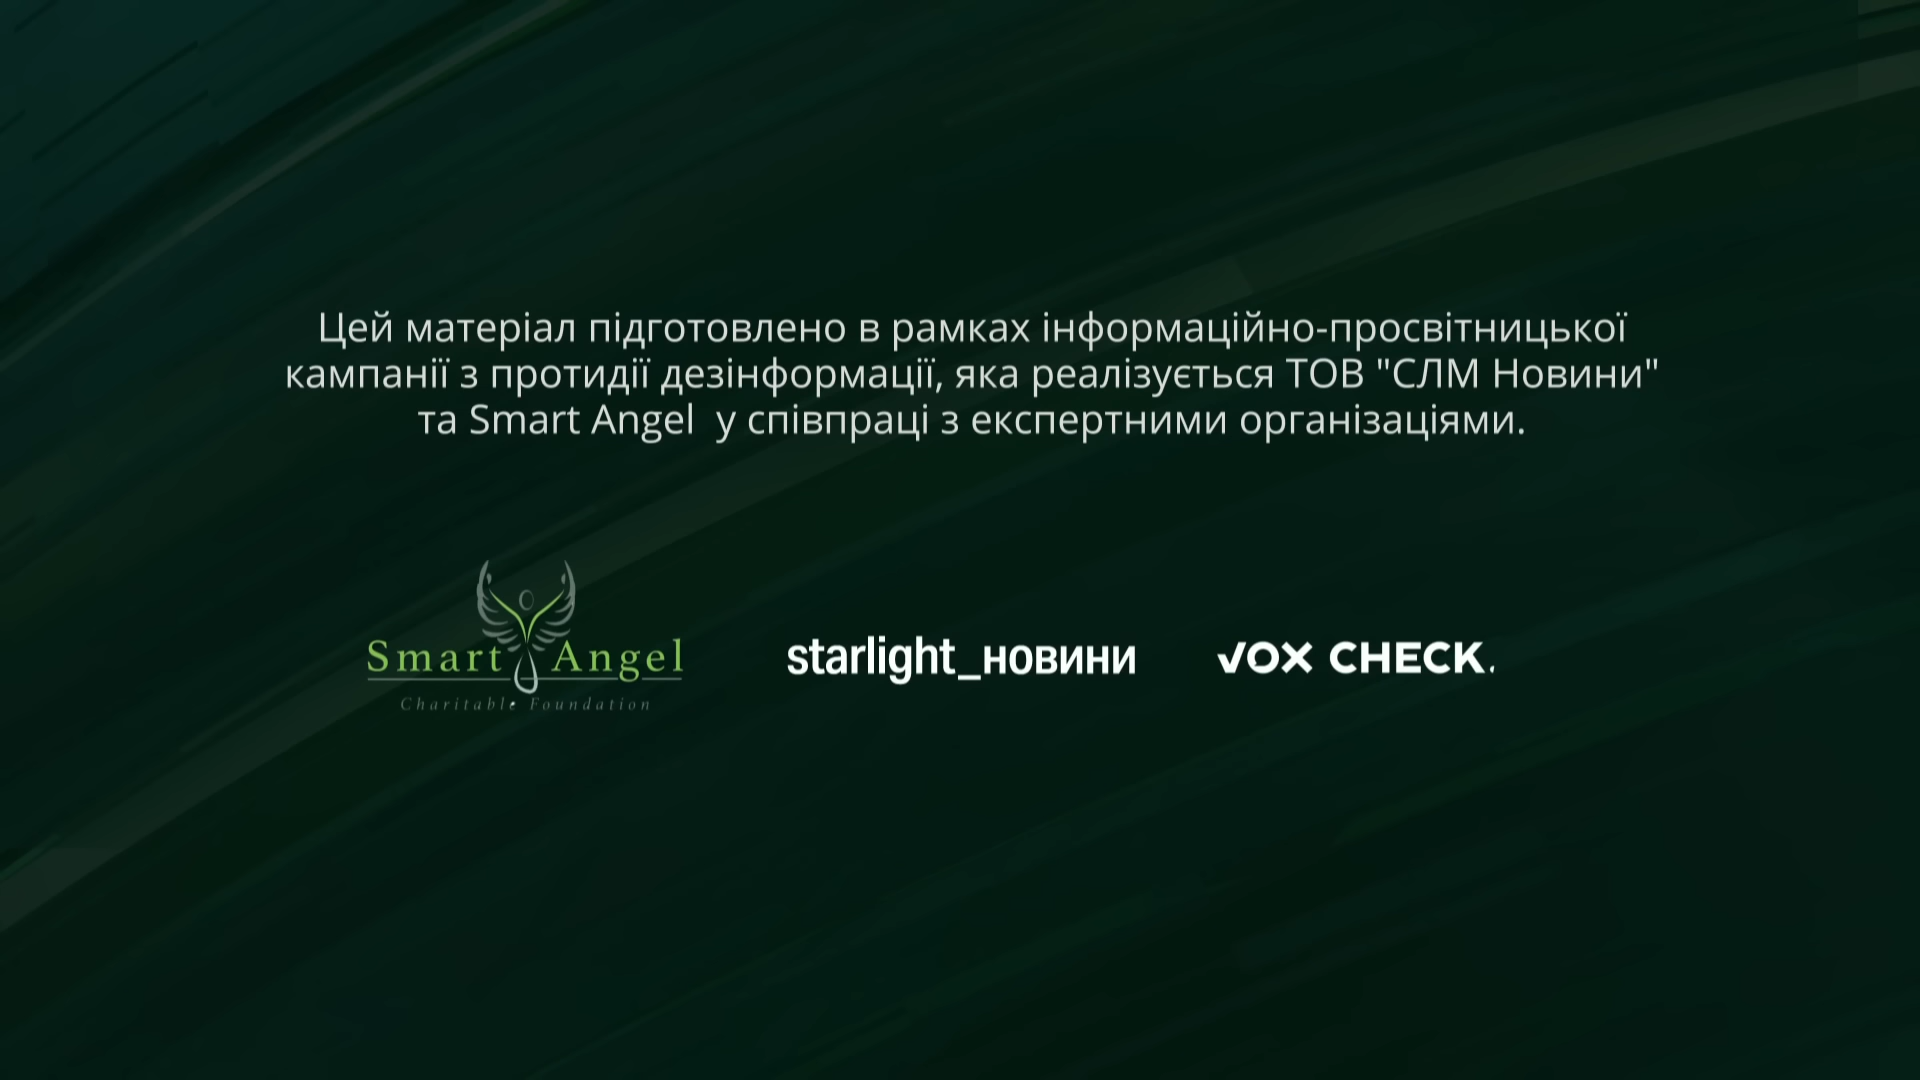 Цей матеріал підготовлено в рамках інформаційно-просвітницької
кампанії з протидії дезінформації, яка реалізується ТОВ "СЛМ Новини"
та Smart Angel у співпраці з експертними організаціями.
Smart Angel
Charitable Foundation
starlight_новини
VOX CHECK.